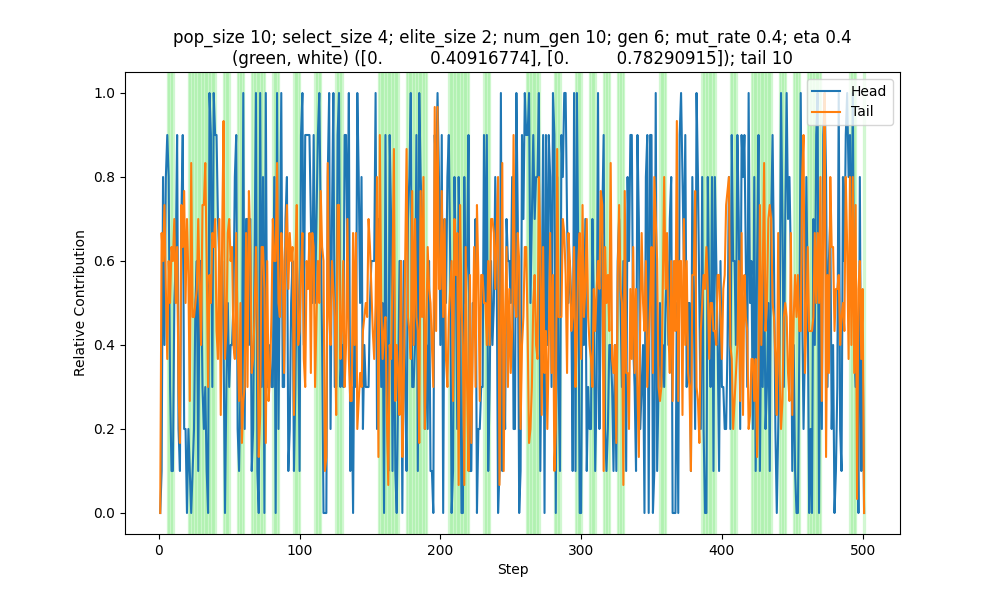 pop_size 10; select_size 4; elite_size 2; num_gen 10; gen 6; mut_rate 0.4; eta 0.4
(green, white) ([0.          0.40916774], [0.          0.78290915]); tail 10
Head
Tail
1.0
0.8
0.6
0.4
0.2
0.0
Relative Contribution
0
100
200
300
400
500
Step